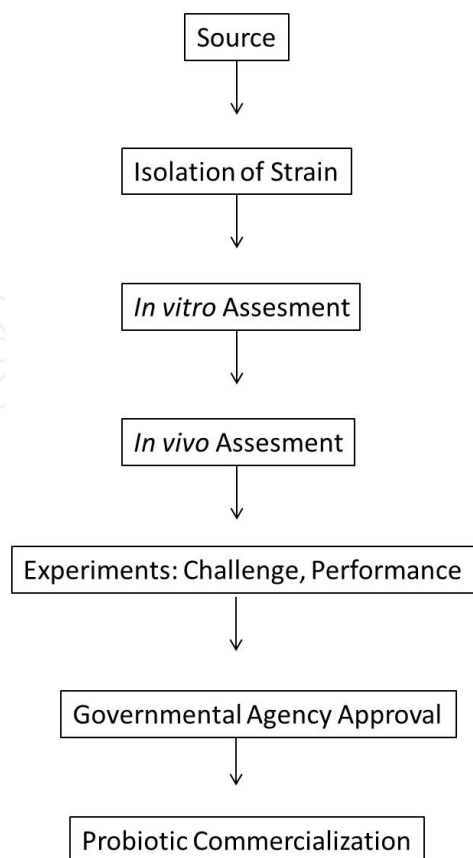 Source
Isolation of Strain
In vitro Assesment
In vivo Assesment
Experiments: Challenge, Performance
Governmental Agency Approval
Probiotic Commercialization